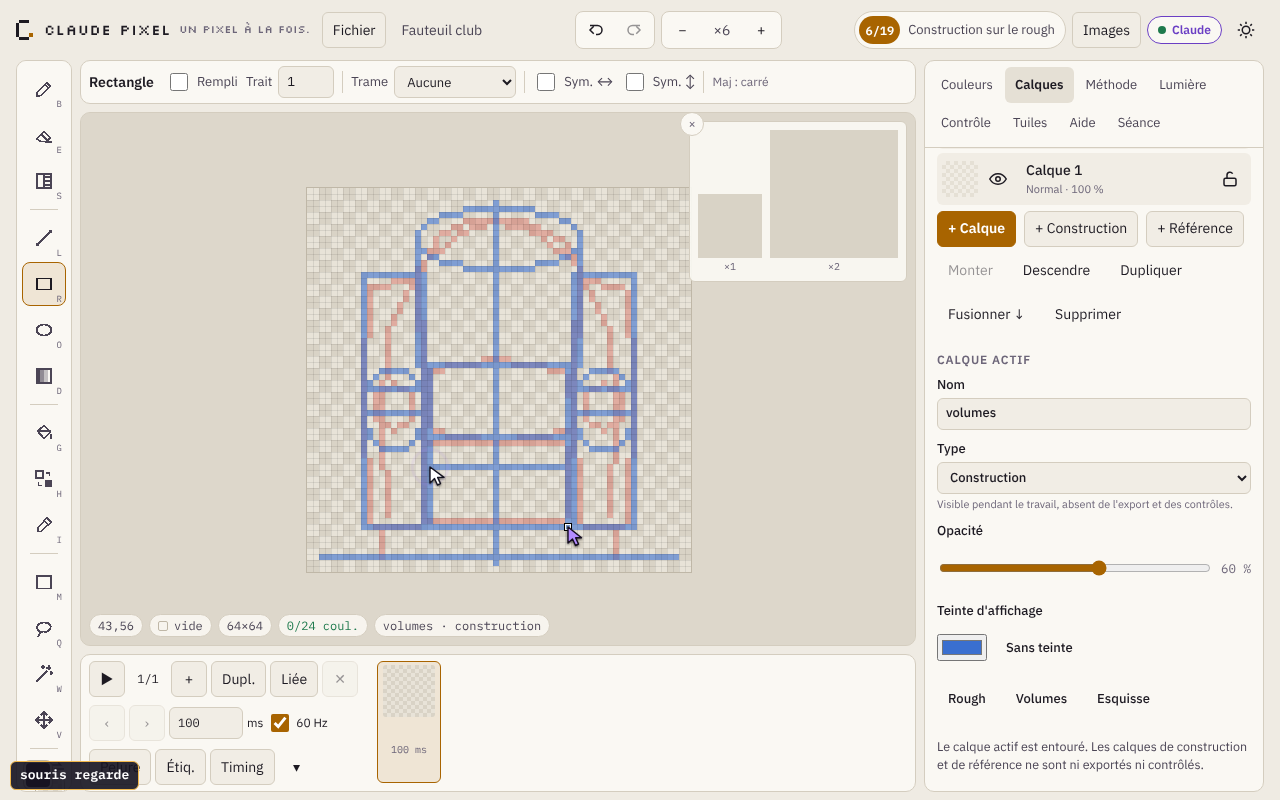 CLAUDE PIXEL
UN PIXEL À LA FOIS.
Fichier
Fauteuil club
− ×6 +
6/19
Construction sur le rough
Images
Claude
Rectangle
Rempli
Trait
1
Trame
Aucune
Sym. ↔
Sym. ↕
Maj : carré
B
E
S
L
R
O
D
G
H
I
M
Q
W
V
×
×1
×2
43,56
vide
64×64
0/24 coul.
volumes · construction
1/1
+
Dupl.
Liée
✕
‹
›
100
ms
60 Hz
Étiq.
Timing
▼
100 ms
souris regarde
Couleurs
Calques
Méthode
Lumière
Contrôle
Tuiles
Aide
Séance
Calque 1
Normal · 100 %
+ Calque
+ Construction
+ Référence
Monter
Descendre
Dupliquer
Fusionner ↓
Supprimer
CALQUE ACTIF
Nom
volumes
Type
Construction
Visible pendant le travail, absent de l'export et des contrôles.
Opacité
60 %
Teinte d'affichage
Sans teinte
Rough
Volumes
Esquisse
Le calque actif est entouré. Les calques de construction
et de référence ne sont ni exportés ni contrôlés.